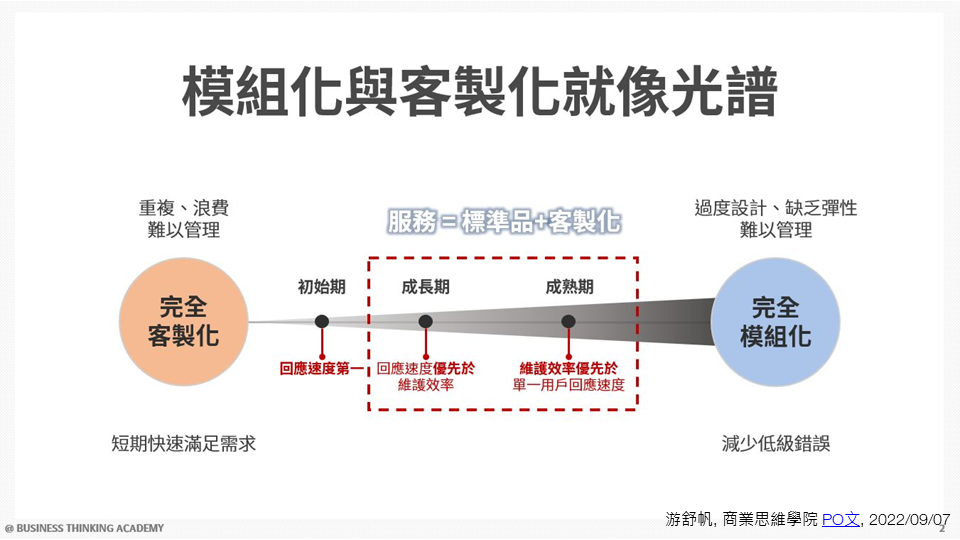 模組化與客製化就像光譜
重複、浪費
難以管理
服務 = 標準品+客製化
過度設計、缺乏彈性
難以管理
完全
客製化
初始期
成長期
成熟期
完全
模組化
回應速度第一
回應速度優先於
維護效率
維護效率優先於
單一用戶回應速度
短期快速滿足需求
減少低級錯誤
@ BUSINESS THINKING ACADEMY
游舒帆, 商業思維學院 PO文, 2022/09/07
2